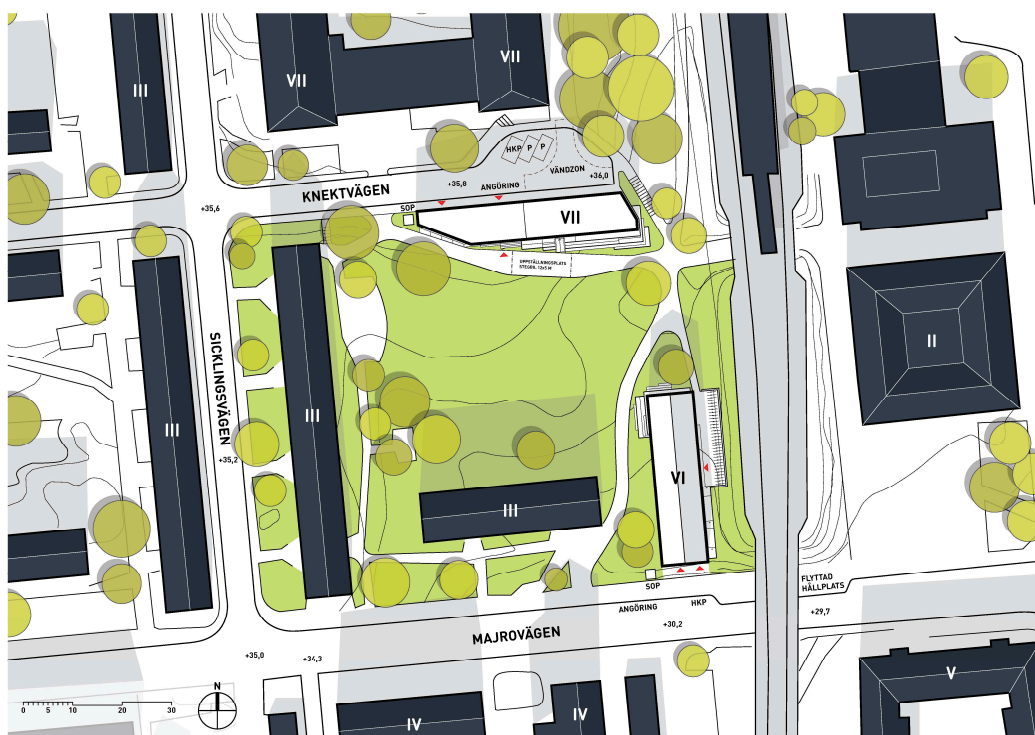 VII
VII
III
HKP P P
VÄNDZON
+36,0
+35,8
ANGÖRING
KNEKTVÄGEN
+35,6
SOP
VII
UPPSTÄLLNINGSPLATS
STEGBIL 12x5 M
II
SICKLINGSVÄGEN
III
III
+35,2
VI
III
SOP
FLYTTAD
HÅLLPLATS
ANGÖRING
HKP
+29,7
+30,2
MAJROVÄGEN
+35,0
+34,3
V
N
0 5 10 20 30
IV
IV